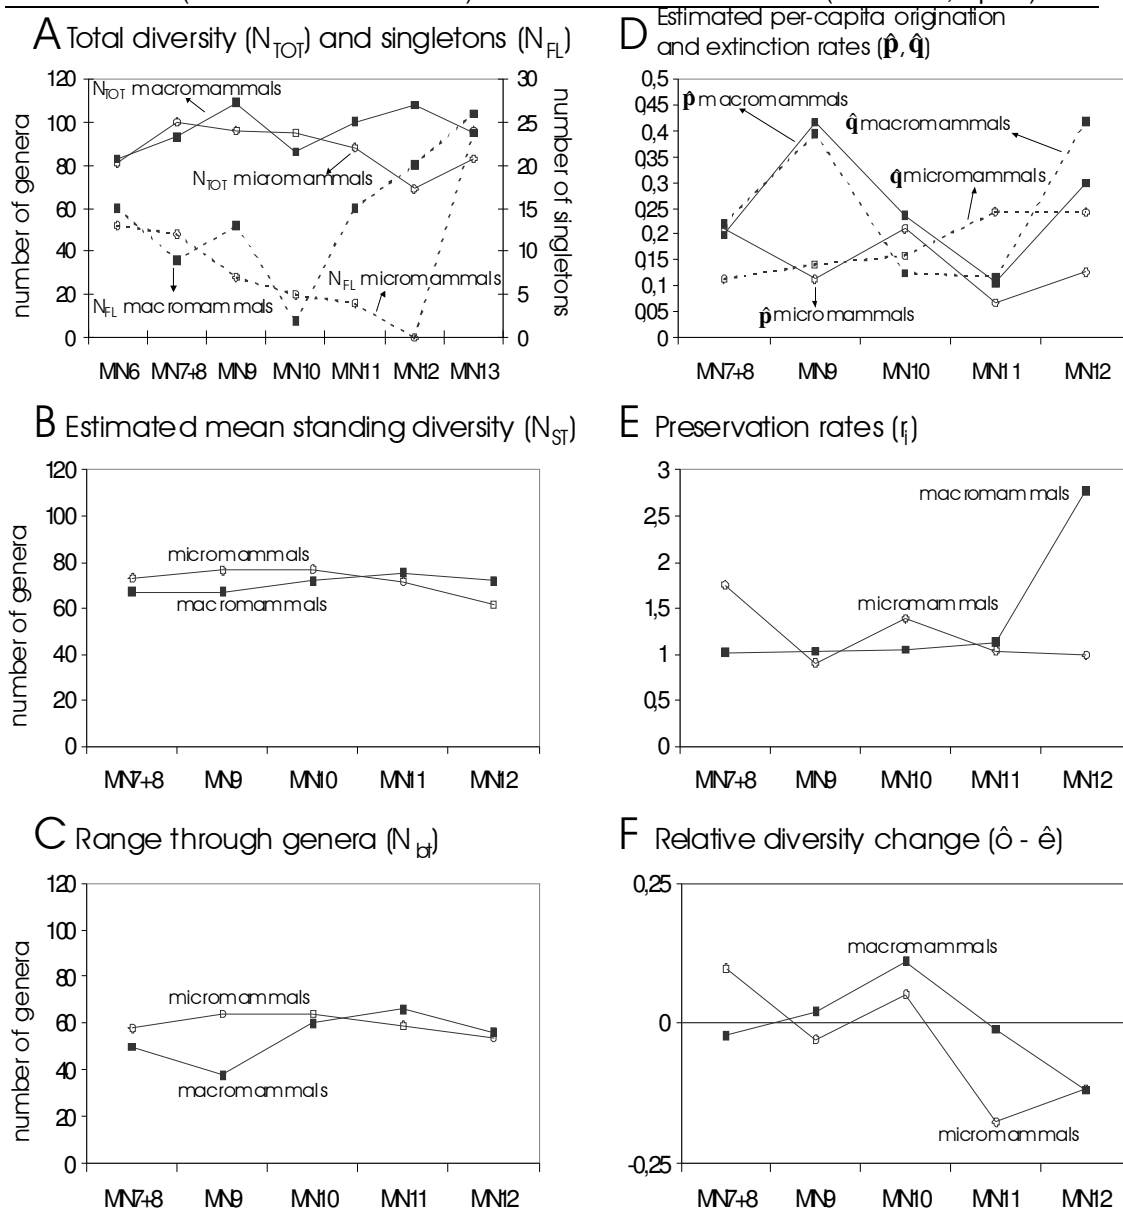 A Total diversity (N_TOT) and singletons (N_FL)
120
100
80
60
40
20
0
number of genera
30
25
20
15
10
5
0
number of singletons
N_TOT macromammals
N_TOT micromammals
N_FL micromammals
N_FL macromammals
MN6 MN7+8 MN9 MN10 MN11 MN12 MN13
B Estimated mean standing diversity (N_ST)
120
100
80
60
40
20
0
number of genera
micromammals
macromammals
MN7+8 MN9 MN10 MN11 MN12
C Range through genera (N_bt)
120
100
80
60
40
20
0
number of genera
micromammals
macromammals
MN7+8 MN9 MN10 MN11 MN12
D Estimated per-capita origination
and extinction rates (p̂, q̂)
0,5
0,45
0,4
0,35
0,3
0,25
0,2
0,15
0,1
0,05
0
p̂ macromammals
q̂ macromammals
q̂ micromammals
p̂ micromammals
MN7+8 MN9 MN10 MN11 MN12
E Preservation rates (r_i)
3
2,5
2
1,5
1
0,5
0
macromammals
micromammals
MN7+8 MN9 MN10 MN11 MN12
F Relative diversity change (ô - ê)
0,25
0
-0,25
macromammals
micromammals
MN7+8 MN9 MN10 MN11 MN12